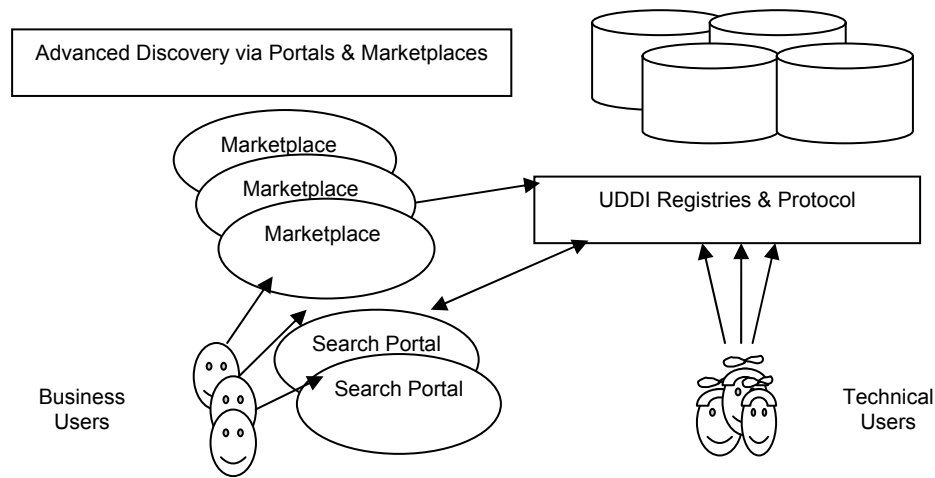 Advanced Discovery via Portals & Marketplaces
Marketplace
Marketplace
Marketplace
UDDI Registries & Protocol
Search Portal
Search Portal
Business
Users
Technical
Users